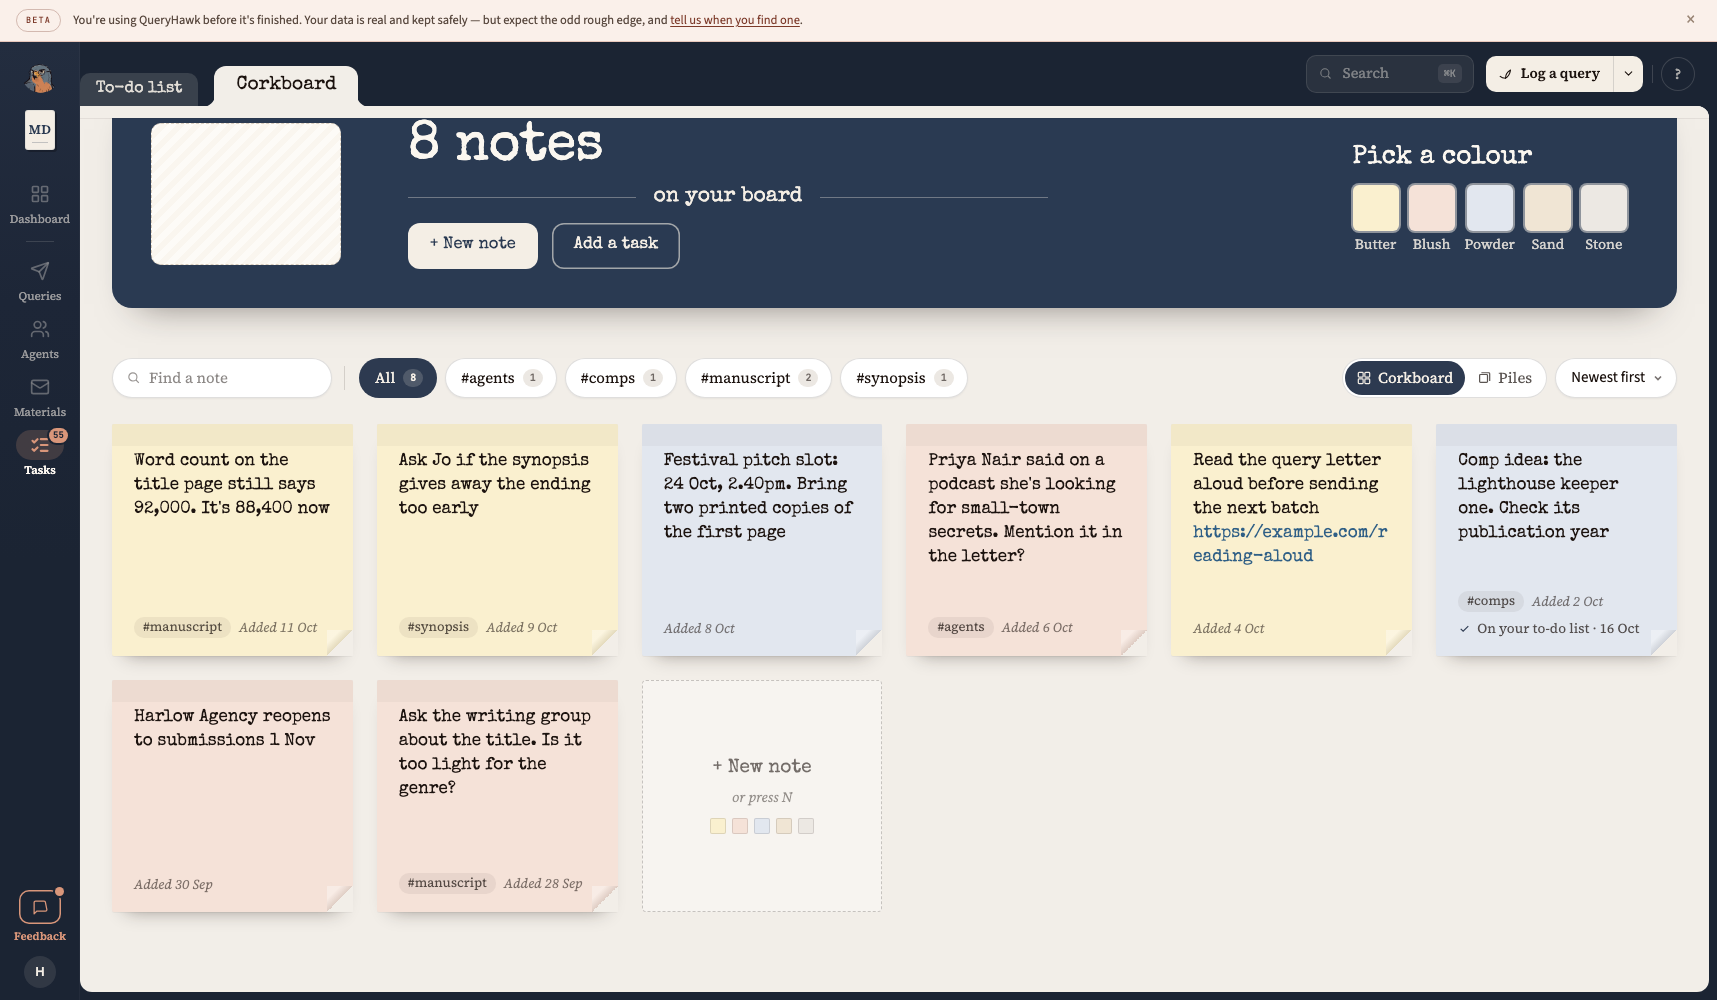 BETA
You're using QueryHawk before it's finished. Your data is real and kept safely — but expect the odd rough edge, and tell us when you find one.
×
To-do list
Corkboard
Search
⌘K
Log a query
?
MD
Dashboard
Queries
Agents
Materials
55
Tasks
Feedback
H
8 notes
on your board
+ New note
Add a task
Pick a colour
Butter
Blush
Powder
Sand
Stone
Find a note
All 8
#agents 1
#comps 1
#manuscript 2
#synopsis 1
Corkboard
Piles
Newest first
Word count on the
title page still says
92,000. It's 88,400 now
#manuscript Added 11 Oct
Ask Jo if the synopsis
gives away the ending
too early
#synopsis Added 9 Oct
Festival pitch slot:
24 Oct, 2.40pm. Bring
two printed copies of
the first page
Added 8 Oct
Priya Nair said on a
podcast she's looking
for small-town
secrets. Mention it in
the letter?
#agents Added 6 Oct
Read the query letter
aloud before sending
the next batch
https://example.com/r
eading-aloud
Added 4 Oct
Comp idea: the
lighthouse keeper
one. Check its
publication year
#comps Added 2 Oct
✓ On your to-do list · 16 Oct
Harlow Agency reopens
to submissions 1 Nov
Added 30 Sep
Ask the writing group
about the title. Is it
too light for the
genre?
#manuscript Added 28 Sep
+ New note
or press N